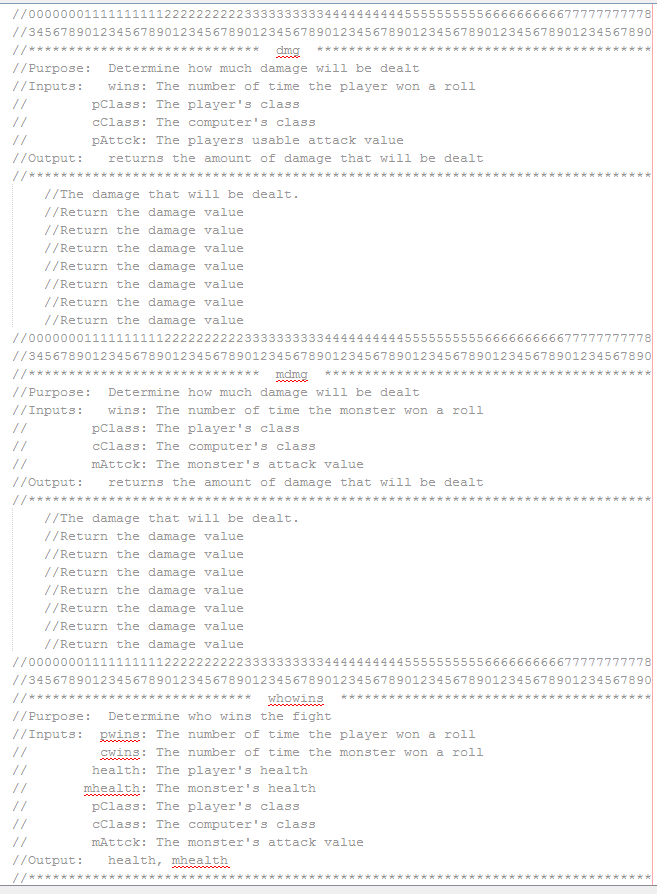 //000000011111111112222222222333333333344444444445555555555666666666677777777778
//345678901234567890123456789012345678901234567890123456789012345678901234567890
//*****************************  dmg  ******************************************
//Purpose:  Determine how much damage will be dealt
//Inputs:   wins: The number of time the player won a roll
//        pClass: The player's class
//        cClass: The computer's class
//        pAttck: The players usable attack value
//Output:   returns the amount of damage that will be dealt
//******************************************************************************
    //The damage that will be dealt.
    //Return the damage value
    //Return the damage value
    //Return the damage value
    //Return the damage value
    //Return the damage value
    //Return the damage value
    //Return the damage value
//000000011111111112222222222333333333344444444445555555555666666666677777777778
//345678901234567890123456789012345678901234567890123456789012345678901234567890
//*****************************  mdmg  *****************************************
//Purpose:  Determine how much damage will be dealt
//Inputs:   wins: The number of time the monster won a roll
//        pClass: The player's class
//        cClass: The computer's class
//        mAttck: The monster's attack value
//Output:   returns the amount of damage that will be dealt
//******************************************************************************
    //The damage that will be dealt.
    //Return the damage value
    //Return the damage value
    //Return the damage value
    //Return the damage value
    //Return the damage value
    //Return the damage value
    //Return the damage value
//000000011111111112222222222333333333344444444445555555555666666666677777777778
//345678901234567890123456789012345678901234567890123456789012345678901234567890
//****************************  whowins  ***************************************
//Purpose:  Determine who wins the fight
//Inputs:  pwins: The number of time the player won a roll
//         cwins: The number of time the monster won a roll
//        health: The player's health
//       mhealth: The monster's health
//        pClass: The player's class
//        cClass: The computer's class
//        mAttck: The monster's attack value
//Output:   health, mhealth
//******************************************************************************